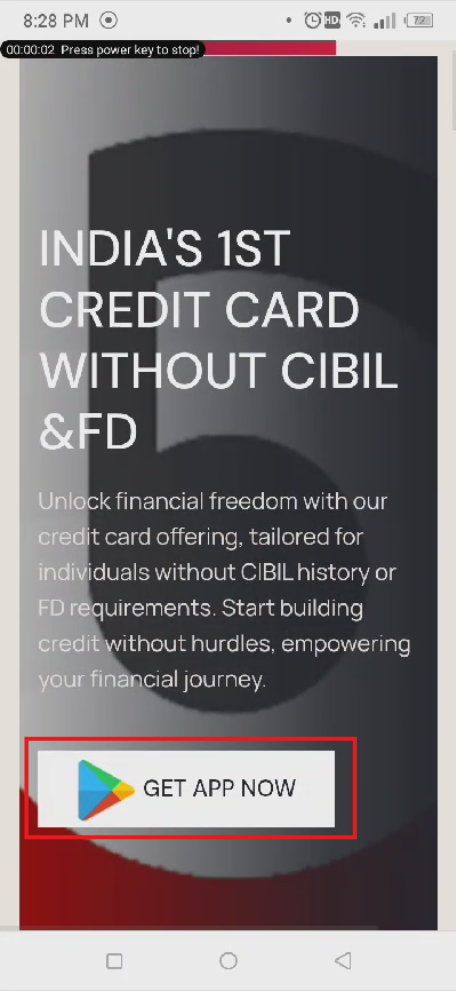 8:28 PM
HD
72
00:00:02 Press power key to stop!
INDIA'S 1ST
CREDIT CARD
WITHOUT CIBIL
&FD
Unlock financial freedom with our
credit card offering, tailored for
individuals without CIBIL history or
FD requirements. Start building
credit without hurdles, empowering
your financial journey.
GET APP NOW